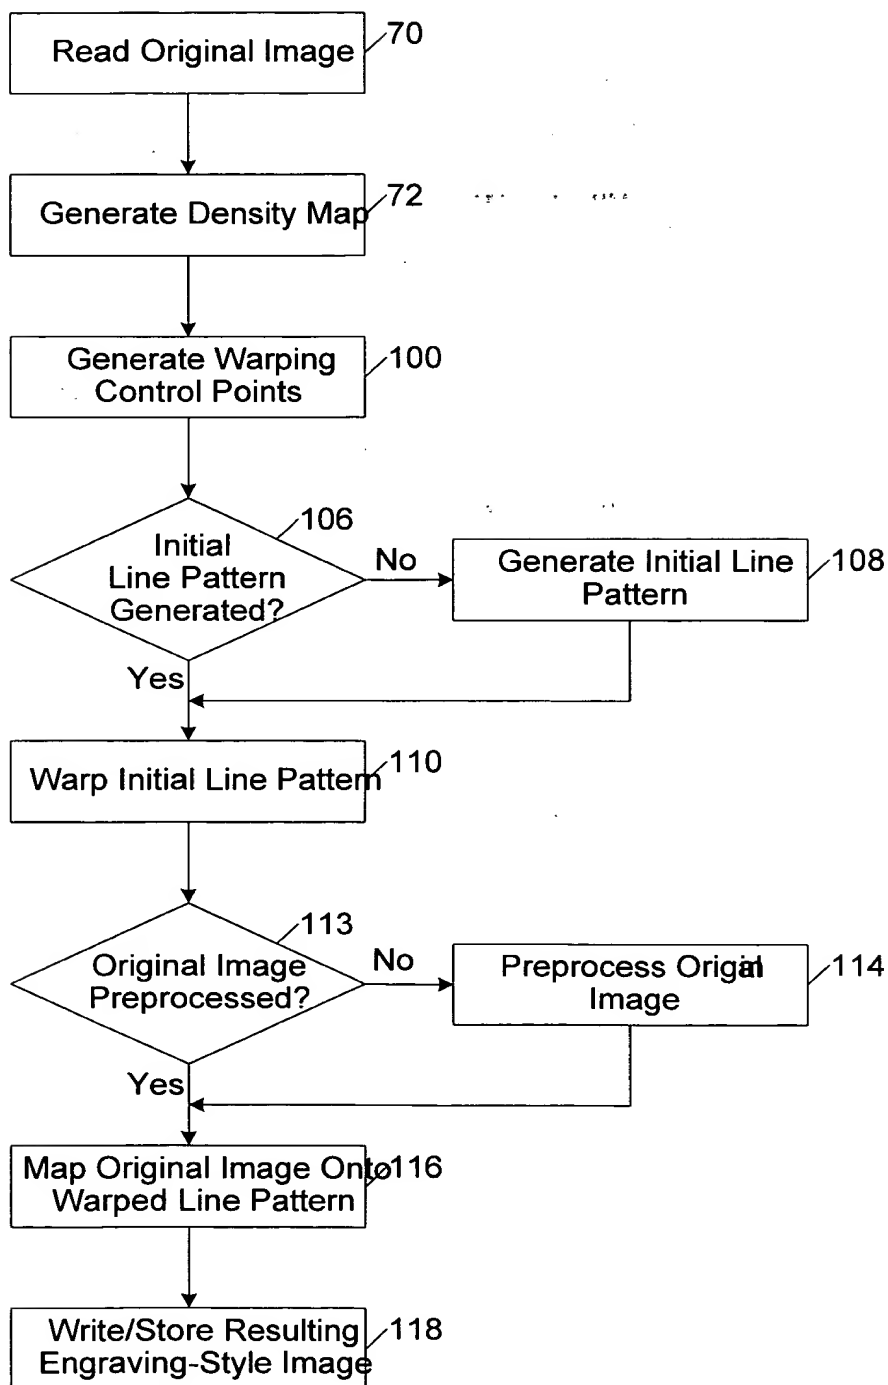 Read Original Image
70
Generate Density Map
72
Generate Warping
Control Points
100
106
Initial
Line Pattern
Generated?
No
Generate Initial Line
Pattern
108
Yes
Warp Initial Line Pattern
110
113
Original Image
Preprocessed?
No
Preprocess Original
Image
114
Yes
Map Original Image Onto
Warped Line Pattern
116
Write/Store Resulting
Engraving-Style Image
118